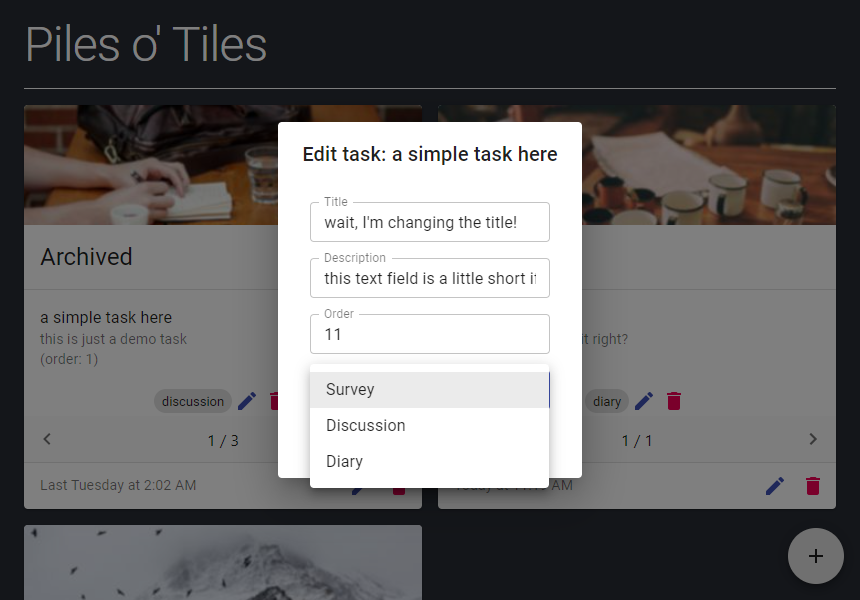 Piles o' Tiles
Edit task: a simple task here
Title
wait, I'm changing the title!
Description
this text field is a little short if
Order
11
Survey
Discussion
Diary
Archived
a simple task here
this is just a demo task
(order: 1)
discussion
1 / 3
Last Tuesday at 2:02 AM
it right?
diary
1 / 1
AM
+